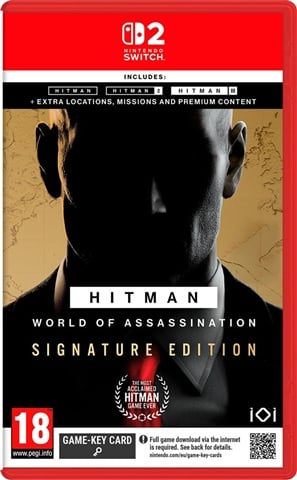 2
NINTENDO
SWITCH™
INCLUDES:
HITMAN HITMAN 2 HITMAN III
+ EXTRA LOCATIONS, MISSIONS AND PREMIUM CONTENT
HITMAN
WORLD OF ASSASSINATION
SIGNATURE EDITION
THE MOST
ACCLAIMED
HITMAN
GAME EVER
18
www.pegi.info
GAME-KEY CARD
Full game download via the internet
is required. See back for details.
nintendo.com/eu/game-key-cards
IOI